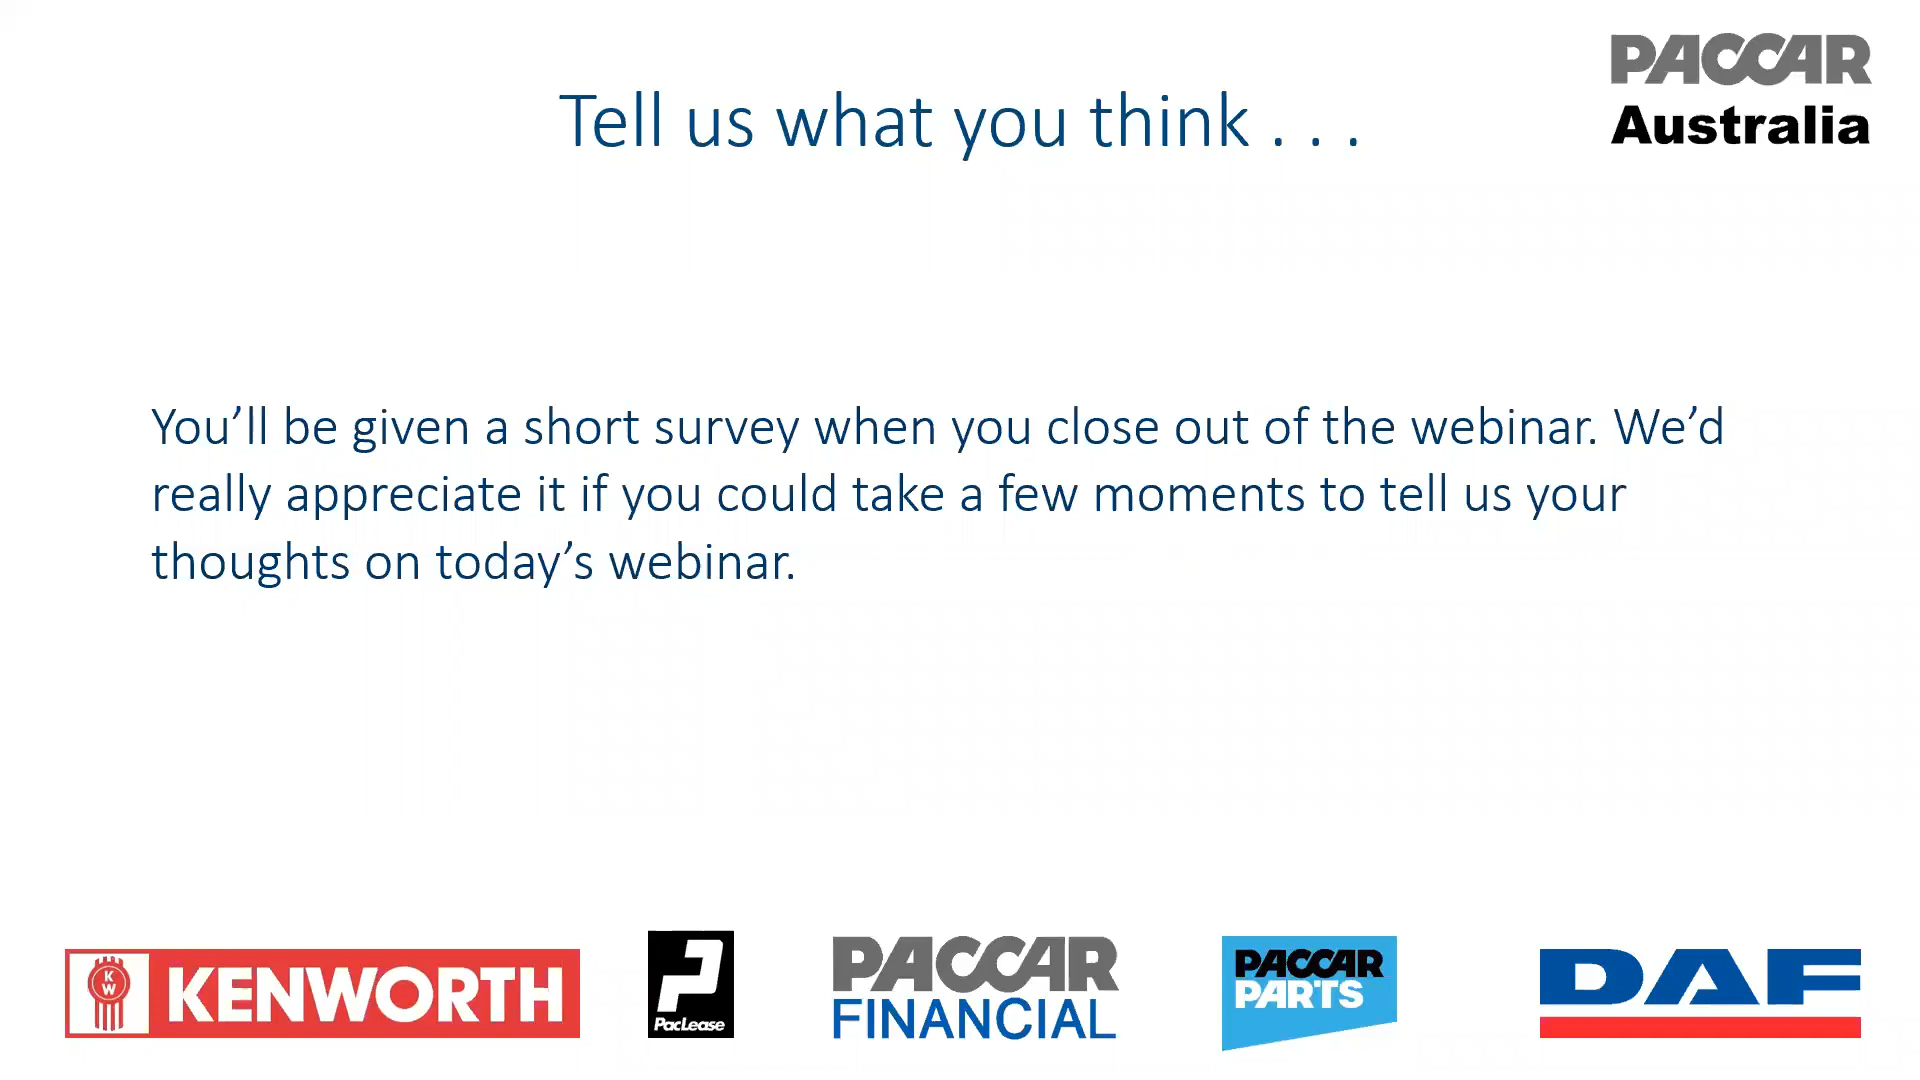 PACCAR
Australia
Tell us what you think . . .
You’ll be given a short survey when you close out of the webinar. We’d
really appreciate it if you could take a few moments to tell us your
thoughts on today’s webinar.
KW
KENWORTH
PacLease
PACCAR
FINANCIAL
PACCAR
PARTS
DAF